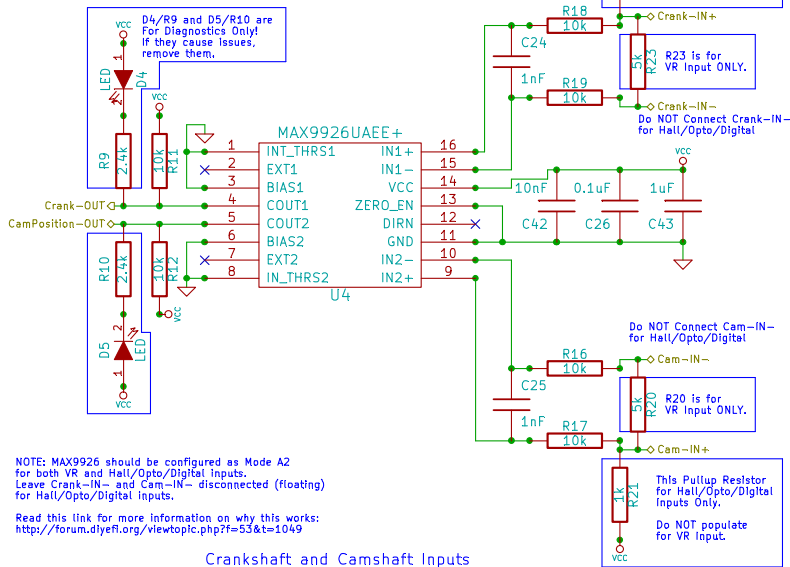 D4/R9 and D5/R10 are
For Diagnostics Only!
If they cause issues,
remove them.
VCC
1
LED
D4
2
VCC
R9
2.4k
10k
R11
Crank-OUT
CamPosition-OUT
R10
2.4k
10k
R12
VCC
2
D5
LED
1
VCC
MAX9926UAEE+
1 INT_THRS1
2 EXT1
3 BIAS1
4 COUT1
5 COUT2
6 BIAS2
7 EXT2
8 IN_THRS2
IN1+ 16
IN1- 15
VCC 14
ZERO_EN 13
DIRN 12
GND 11
IN2- 10
IN2+ 9
U4
R18
10k
C24
1nF
R19
10k
Crank-IN+
5k
R23
R23 is for
VR Input ONLY.
Crank-IN-
Do NOT Connect Crank-IN-
for Hall/Opto/Digital
VCC
10nF
0.1uF
1uF
C42
C26
C43
Do NOT Connect Cam-IN-
for Hall/Opto/Digital
R16
10k
Cam-IN-
C25
1nF
5k
R20
R20 is for
VR Input ONLY.
R17
10k
Cam-IN+
1k
R21
VCC
This Pullup Resistor
for Hall/Opto/Digital
Inputs Only.
Do NOT populate
for VR Input.
NOTE: MAX9926 should be configured as Mode A2
for both VR and Hall/Opto/Digital inputs.
Leave Crank-IN- and Cam-IN- disconnected (floating)
for Hall/Opto/Digital inputs.
Read this link for more information on why this works:
http://forum.diyefi.org/viewtopic.php?f=53&t=1049
Crankshaft and Camshaft Inputs